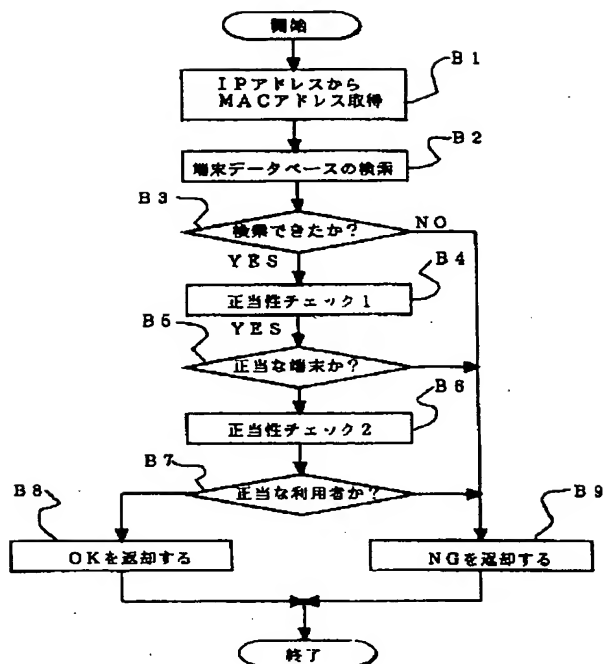 開始
B1
IPアドレスから
MACアドレス取得
B2
端末データベースの検索
B3
検索できたか？
NO
YES
B4
正当性チェック1
YES
B5
正当な端末か？
B6
正当性チェック2
B7
正当な利用者か？
B8
B9
OKを返却する
NGを返却する
終了